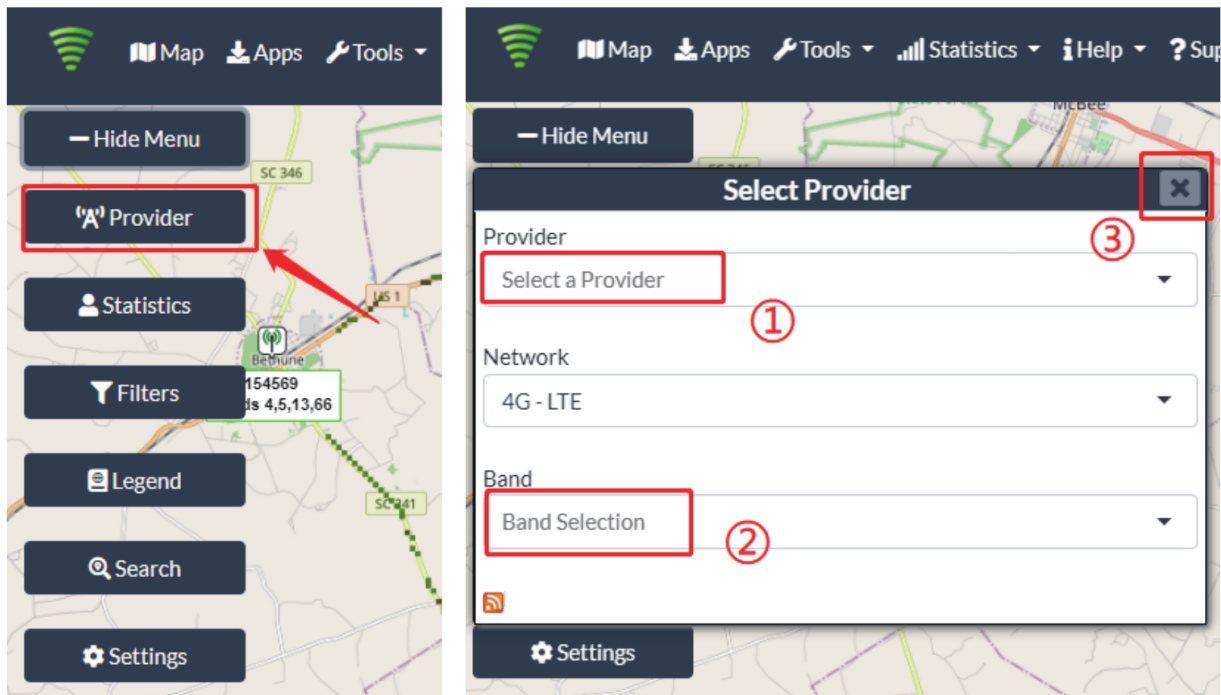 Map Apps Tools
Hide Menu
SC 346
Provider
Statistics
US 1
Bethune
154569
4,5,13,66
Filters
Legend
SC 341
Search
Settings
Map Apps Tools Statistics Help
McBee
Hide Menu
Select Provider
Provider
③
Select a Provider
①
Network
4G - LTE
Band
Band Selection
②
Settings